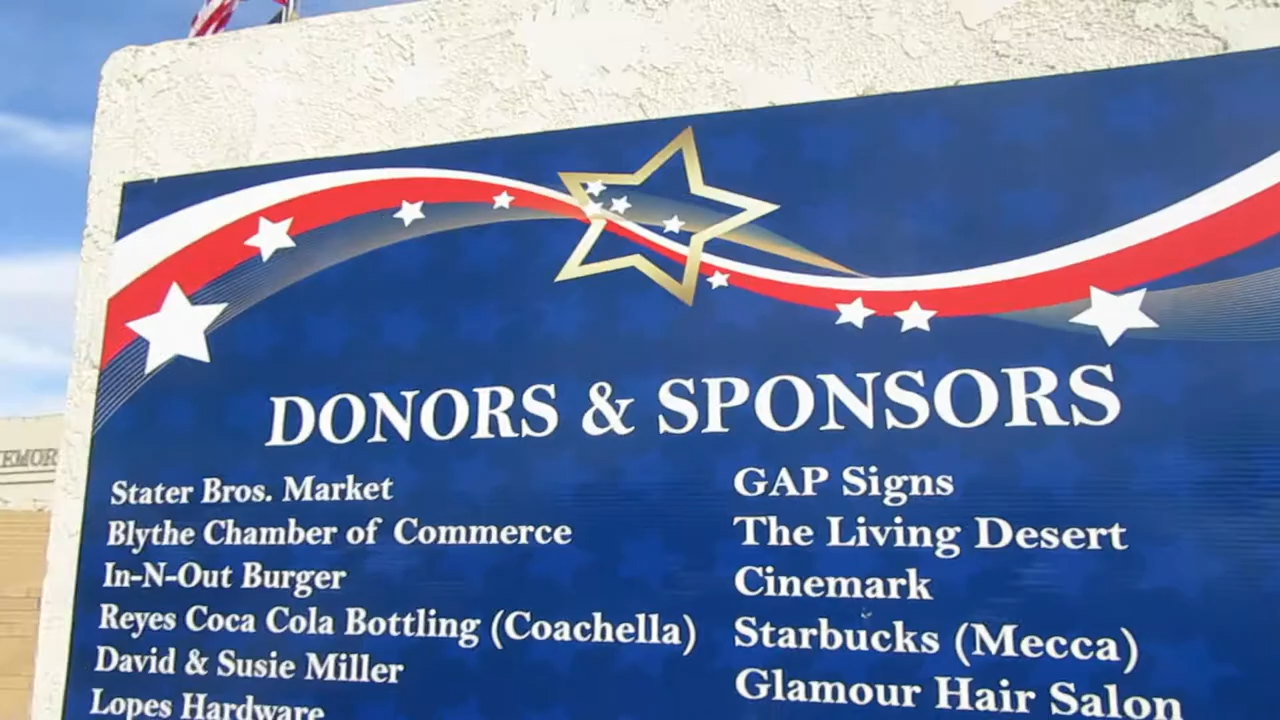 DONORS & SPONSORS
Stater Bros. Market
Blythe Chamber of Commerce
In-N-Out Burger
Reyes Coca Cola Bottling (Coachella)
David & Susie Miller
Lopes Hardware
GAP Signs
The Living Desert
Cinemark
Starbucks (Mecca)
Glamour Hair Salon